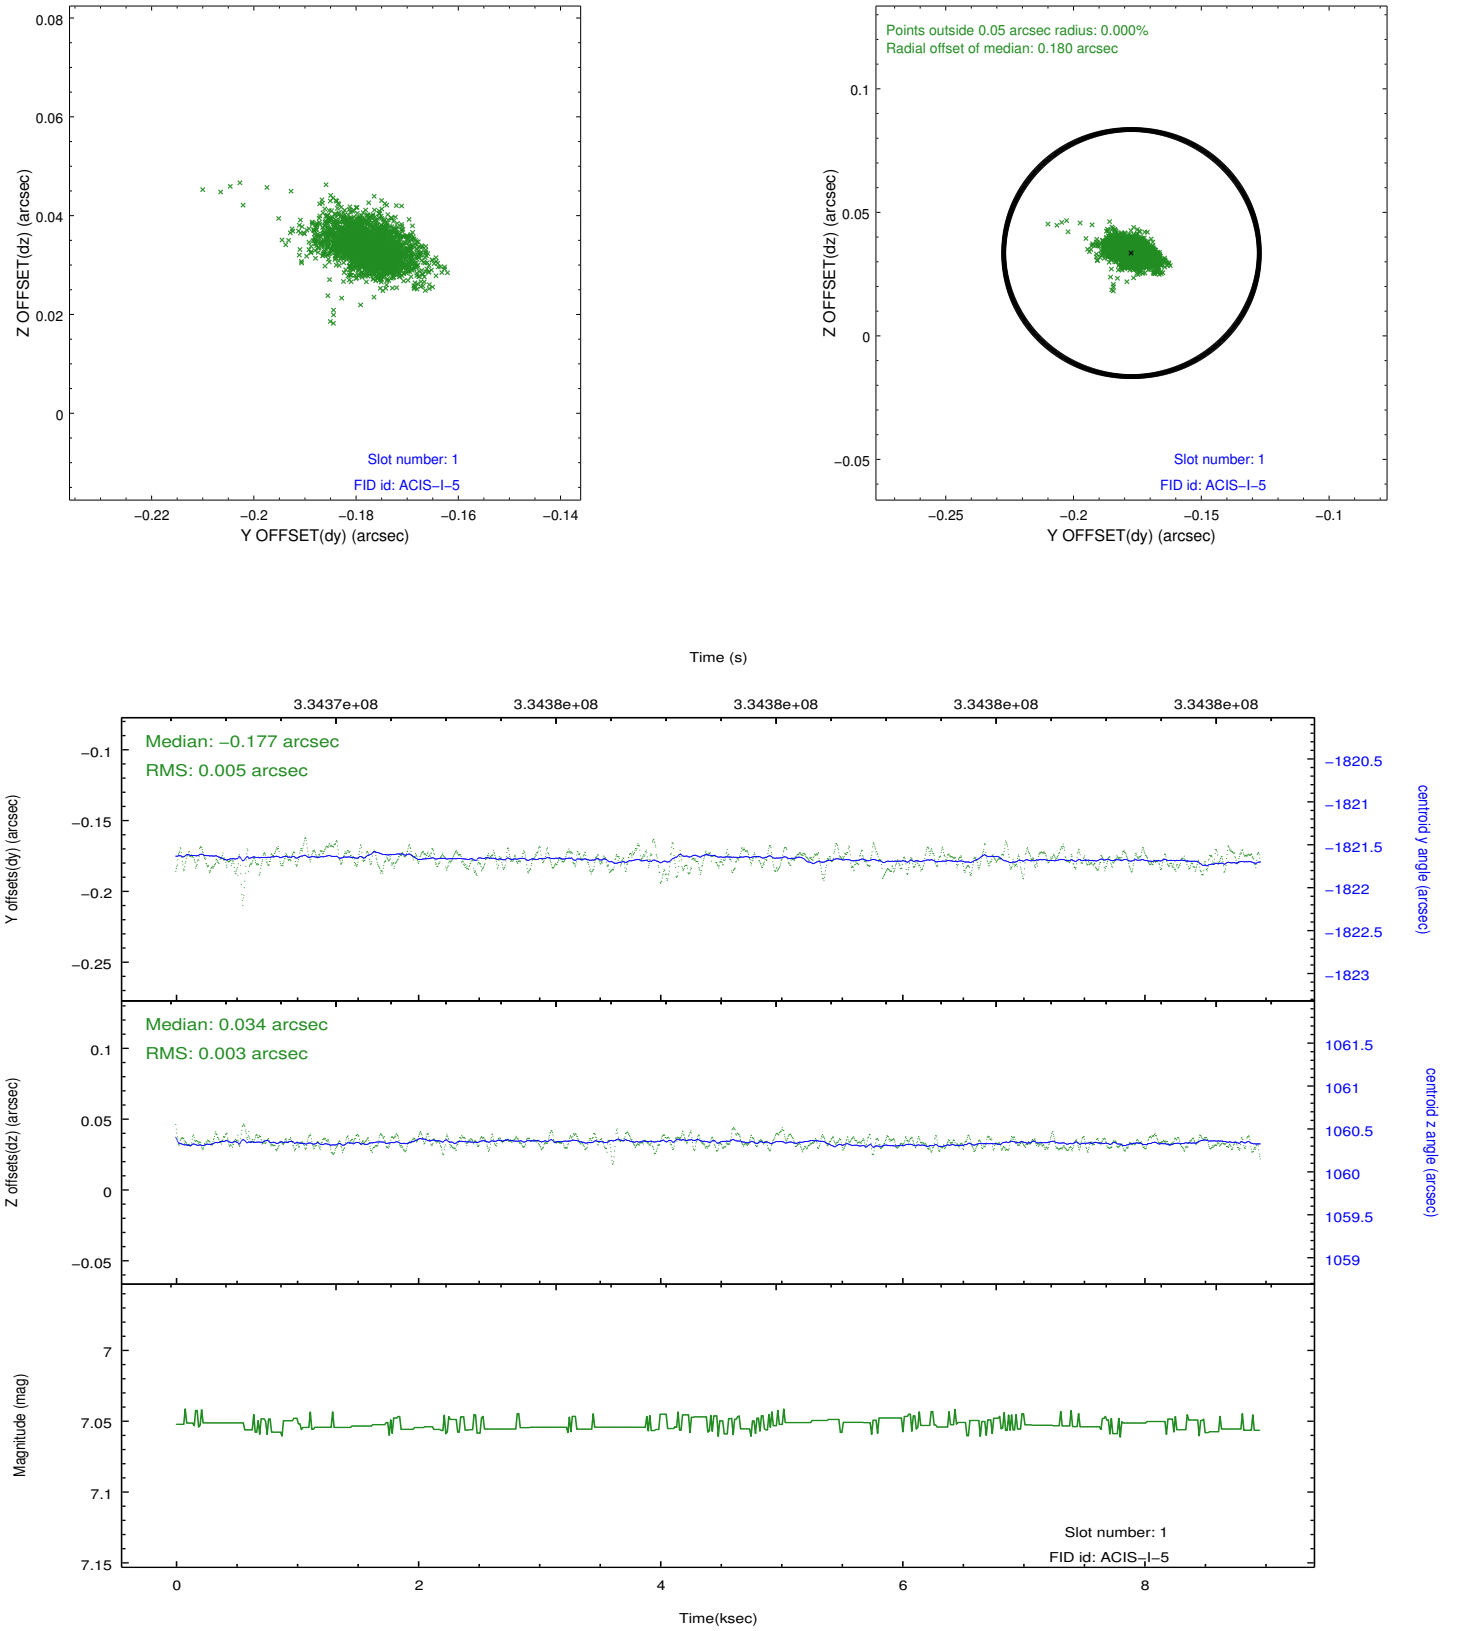 0.08
0.06
0.04
0.02
0
Z OFFSET(dz) (arcsec)
Slot number: 1
FID id: ACIS−I−5
−0.22
−0.2
−0.18
−0.16
−0.14
Y OFFSET(dy) (arcsec)
Points outside 0.05 arcsec radius: 0.000%
Radial offset of median: 0.180 arcsec
0.1
0.05
0
−0.05
Z OFFSET(dz) (arcsec)
Slot number: 1
FID id: ACIS−I−5
−0.25
−0.2
−0.15
−0.1
Y OFFSET(dy) (arcsec)
Time (s)
3.3437e+08
3.3438e+08
3.3438e+08
3.3438e+08
3.3438e+08
Median: −0.177 arcsec
RMS: 0.005 arcsec
−0.1
−0.15
−0.2
−0.25
Y offsets(dy) (arcsec)
−1820.5
−1821
−1821.5
−1822
−1822.5
−1823
centroid y angle (arcsec)
Median: 0.034 arcsec
RMS: 0.003 arcsec
0.1
0.05
0
−0.05
Z offsets(dz) (arcsec)
1061.5
1061
1060.5
1060
1059.5
1059
centroid z angle (arcsec)
7
7.05
7.1
7.15
Magnitude (mag)
Slot number: 1
FID id: ACIS−I−5
0
2
4
6
8
Time(ksec)